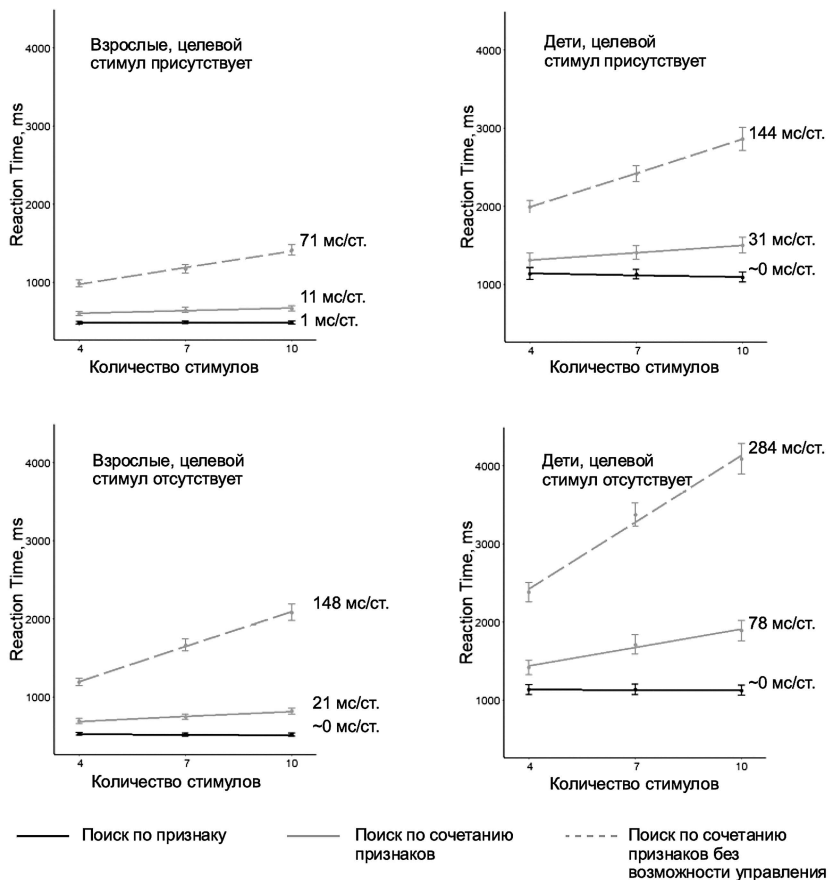 Взрослые, целевой
стимул присутствует
4000
3000
2000
1000
Reaction Time, ms
71 мс/ст.
11 мс/ст.
1 мс/ст.
4
7
10
Количество стимулов
Дети, целевой
стимул присутствует
4000
3000
2000
1000
Reaction Time, ms
144 мс/ст.
31 мс/ст.
~0 мс/ст.
4
7
10
Количество стимулов
Взрослые, целевой
стимул отсутствует
4000
3000
2000
1000
Reaction Time, ms
148 мс/ст.
21 мс/ст.
~0 мс/ст.
4
7
10
Количество стимулов
Дети, целевой
стимул отсутствует
4000
3000
2000
1000
Reaction Time, ms
284 мс/ст.
78 мс/ст.
~0 мс/ст.
4
7
10
Количество стимулов
Поиск по признаку
Поиск по сочетанию
признаков
Поиск по сочетанию
признаков без
возможности управления